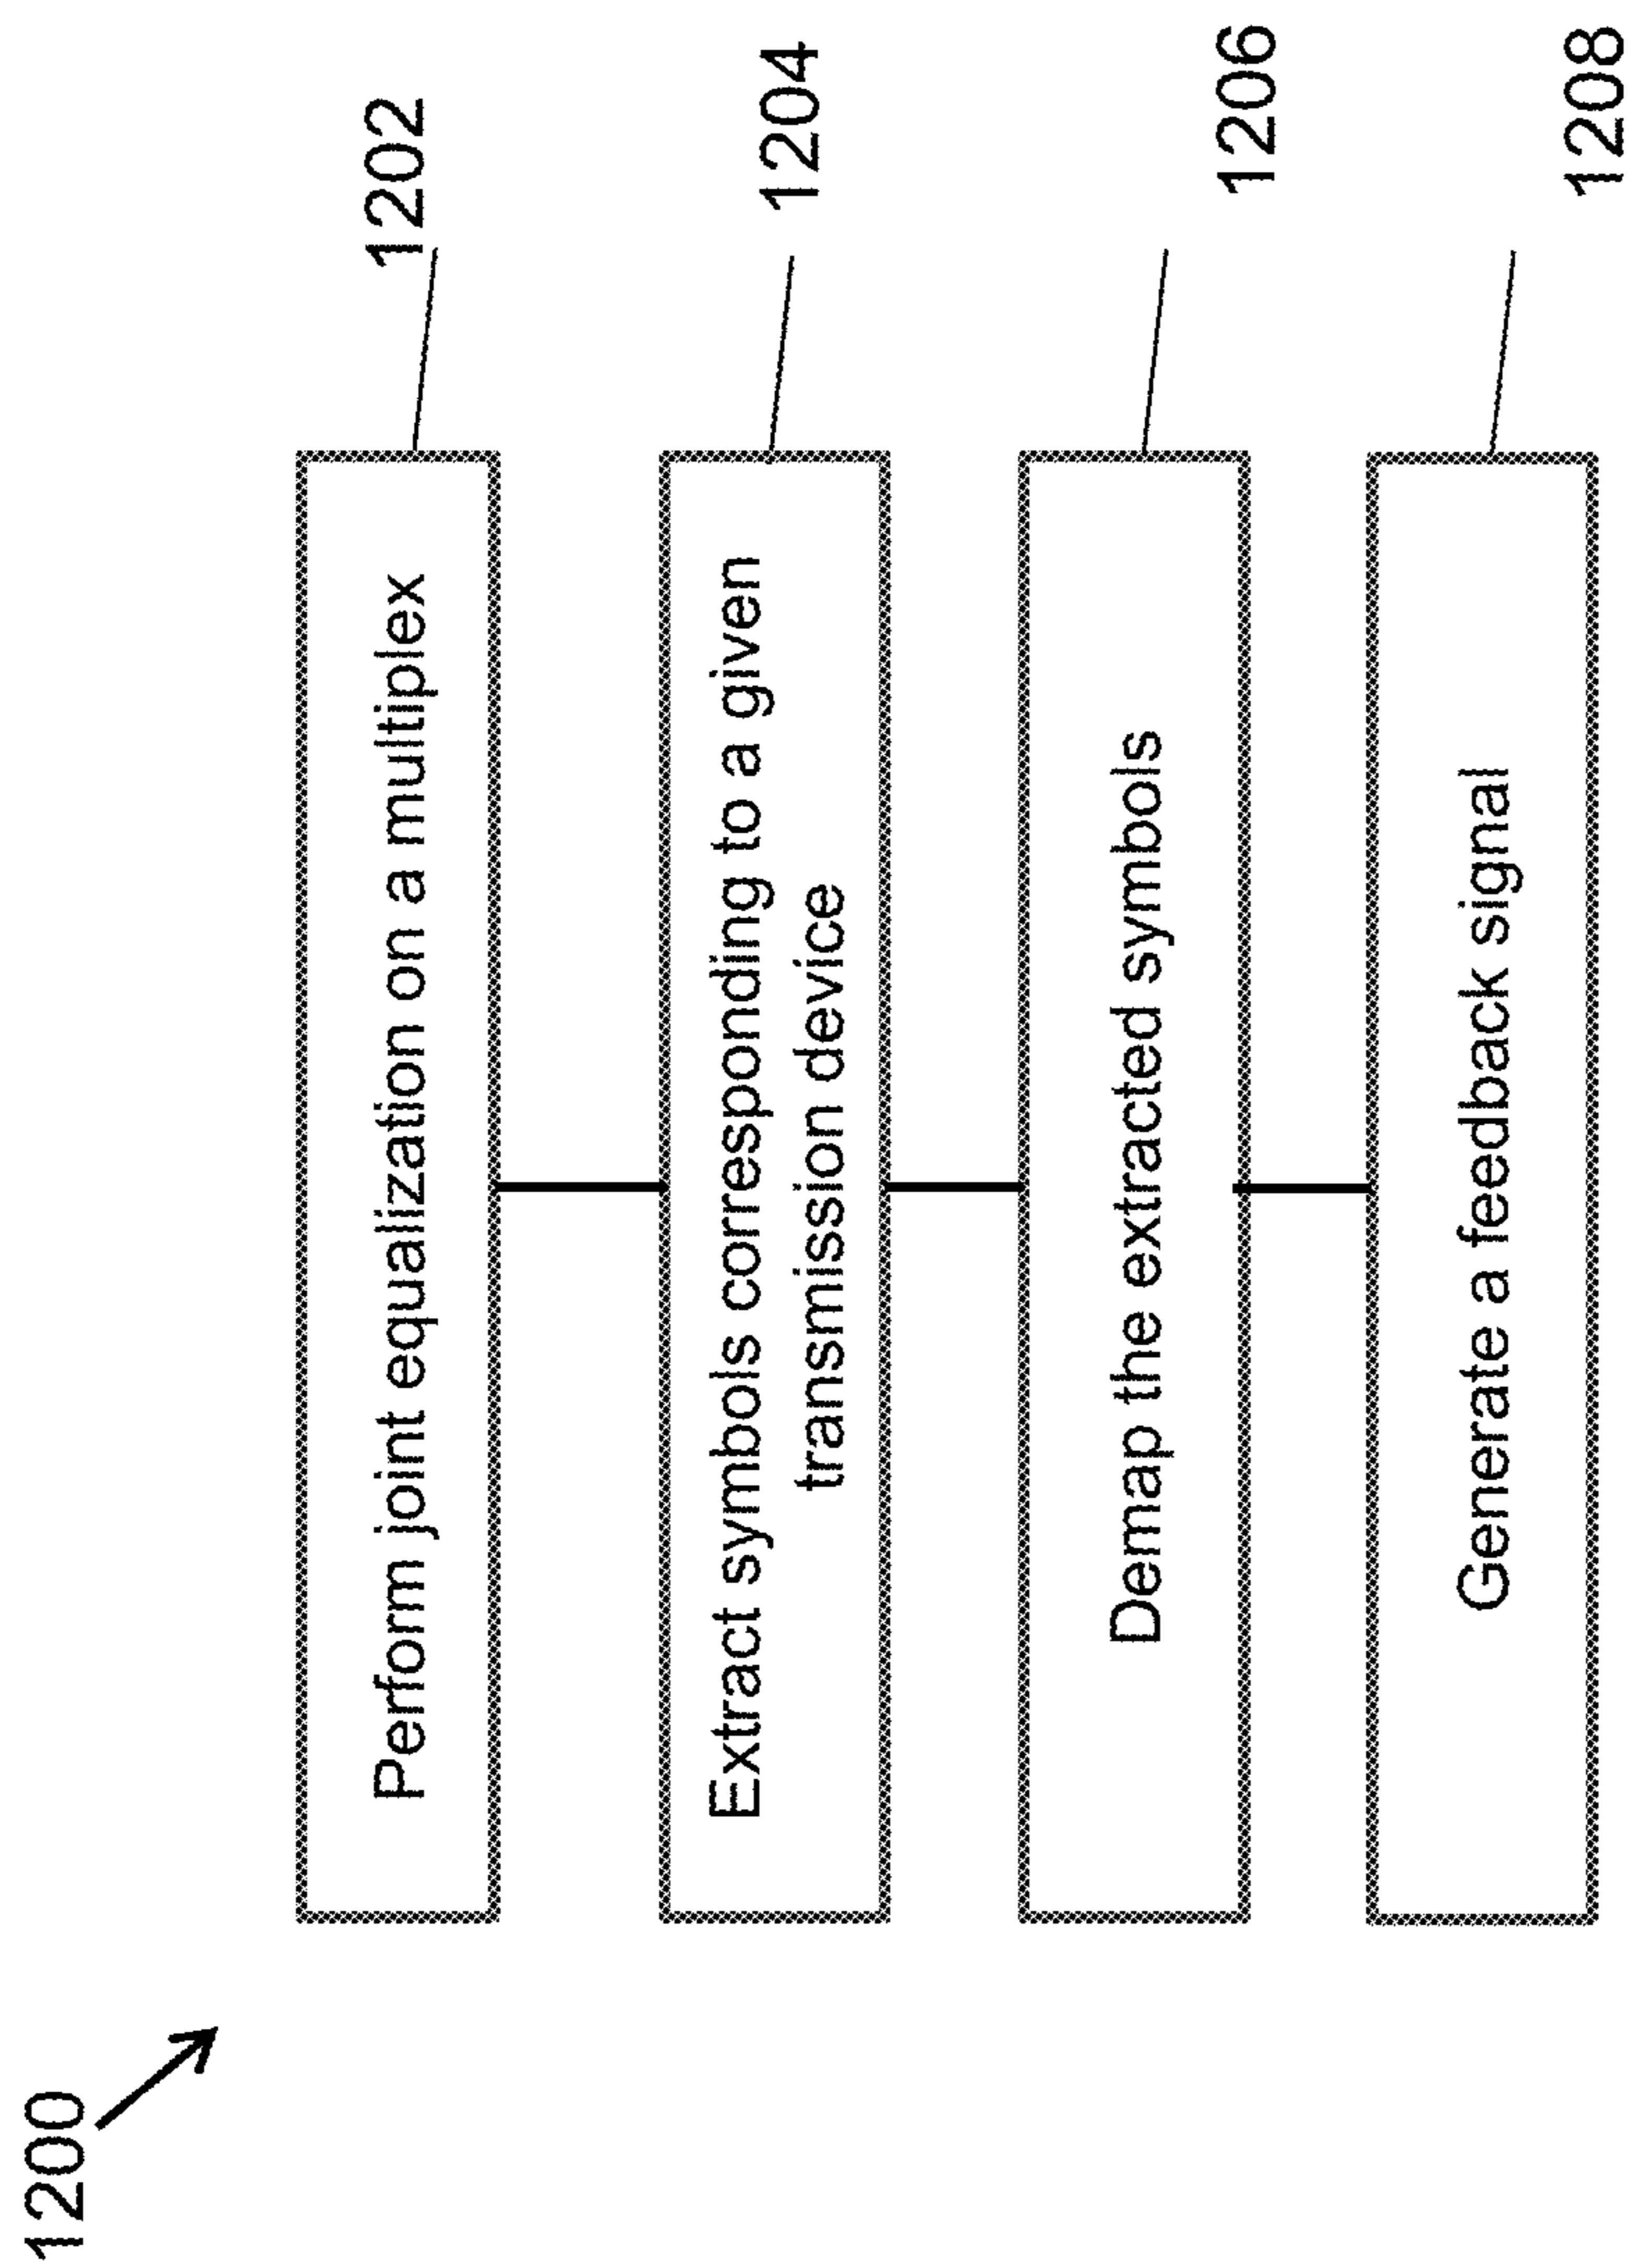 1200
Perform joint equalization on a multiplex
1202
Extract symbols corresponding to a given
transmission device
1204
Demap the extracted symbols
1206
Generate a feedback signal
1208